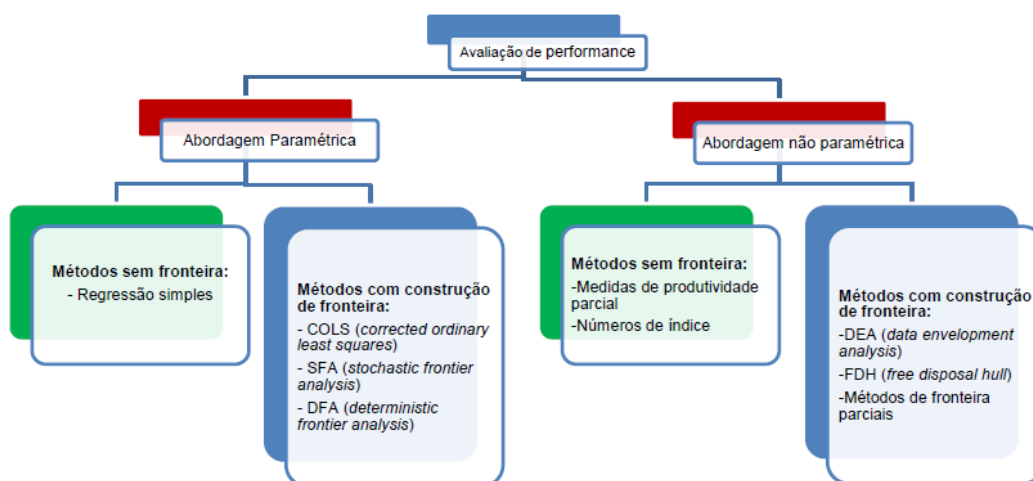 Avaliação de performance
Abordagem Paramétrica
Abordagem não paramétrica
Métodos sem fronteira:
- Regressão simples
Métodos com construção
de fronteira:
- COLS (corrected ordinary
least squares)
- SFA (stochastic frontier
analysis)
- DFA (deterministic
frontier analysis)
Métodos sem fronteira:
-Medidas de produtividade
parcial
-Números de índice
Métodos com construção
de fronteira:
-DEA (data envelopment
analysis)
-FDH (free disposal hull)
-Métodos de fronteira
parciais